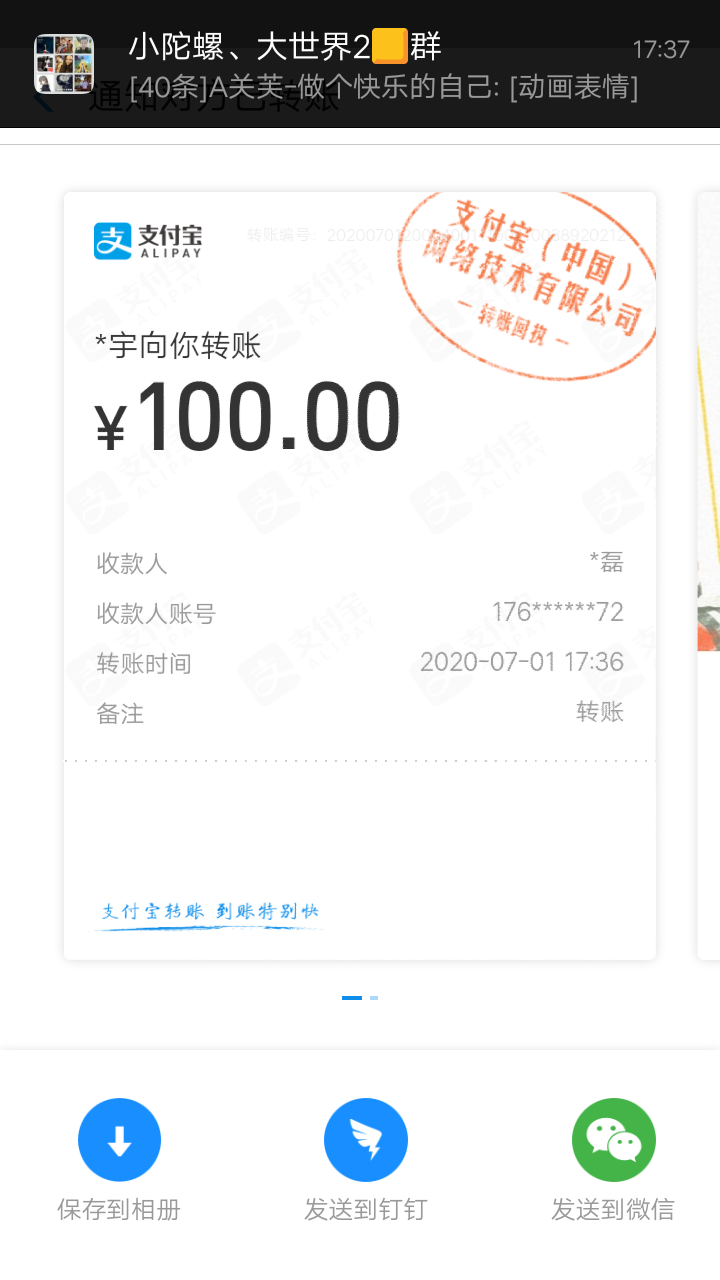 小陀螺、大世界2🟨群
17:37
[40条]A关芙-做个快乐的自己: [动画表情]
通知对方已转账
支付宝
ALIPAY
转账编号:
支付宝(中国)
网络技术有限公司
— 转账回执 —
*宇向你转账
¥100.00
收款人 *磊
收款人账号 176******72
转账时间 2020-07-01 17:36
备注 转账
支付宝转账 到账特别快
保存到相册
发送到钉钉
发送到微信